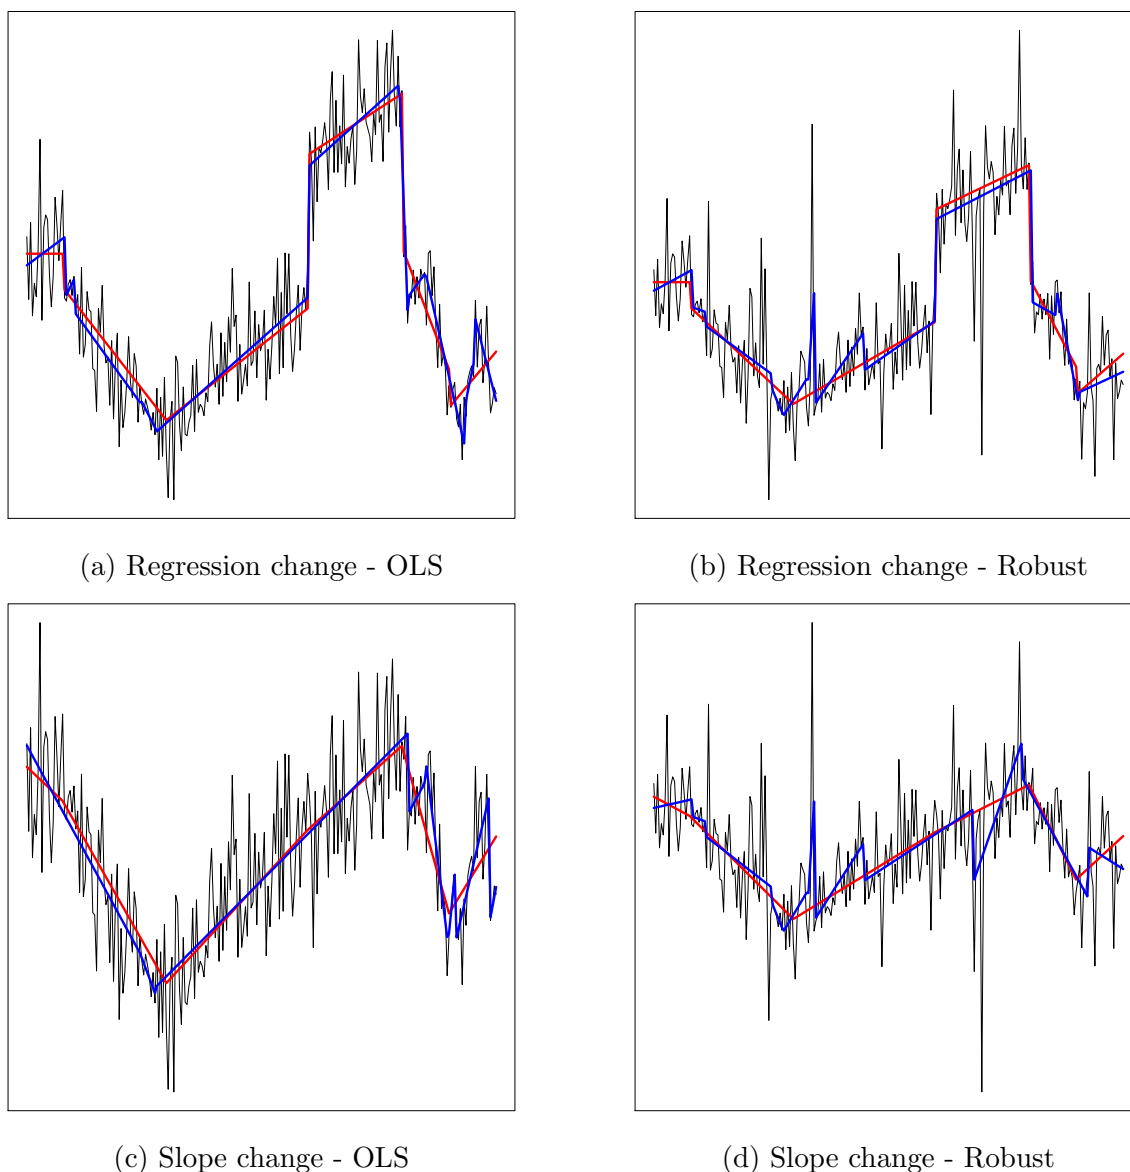 (a) Regression change - OLS
(b) Regression change - Robust
(c) Slope change - OLS
(d) Slope change - Robust